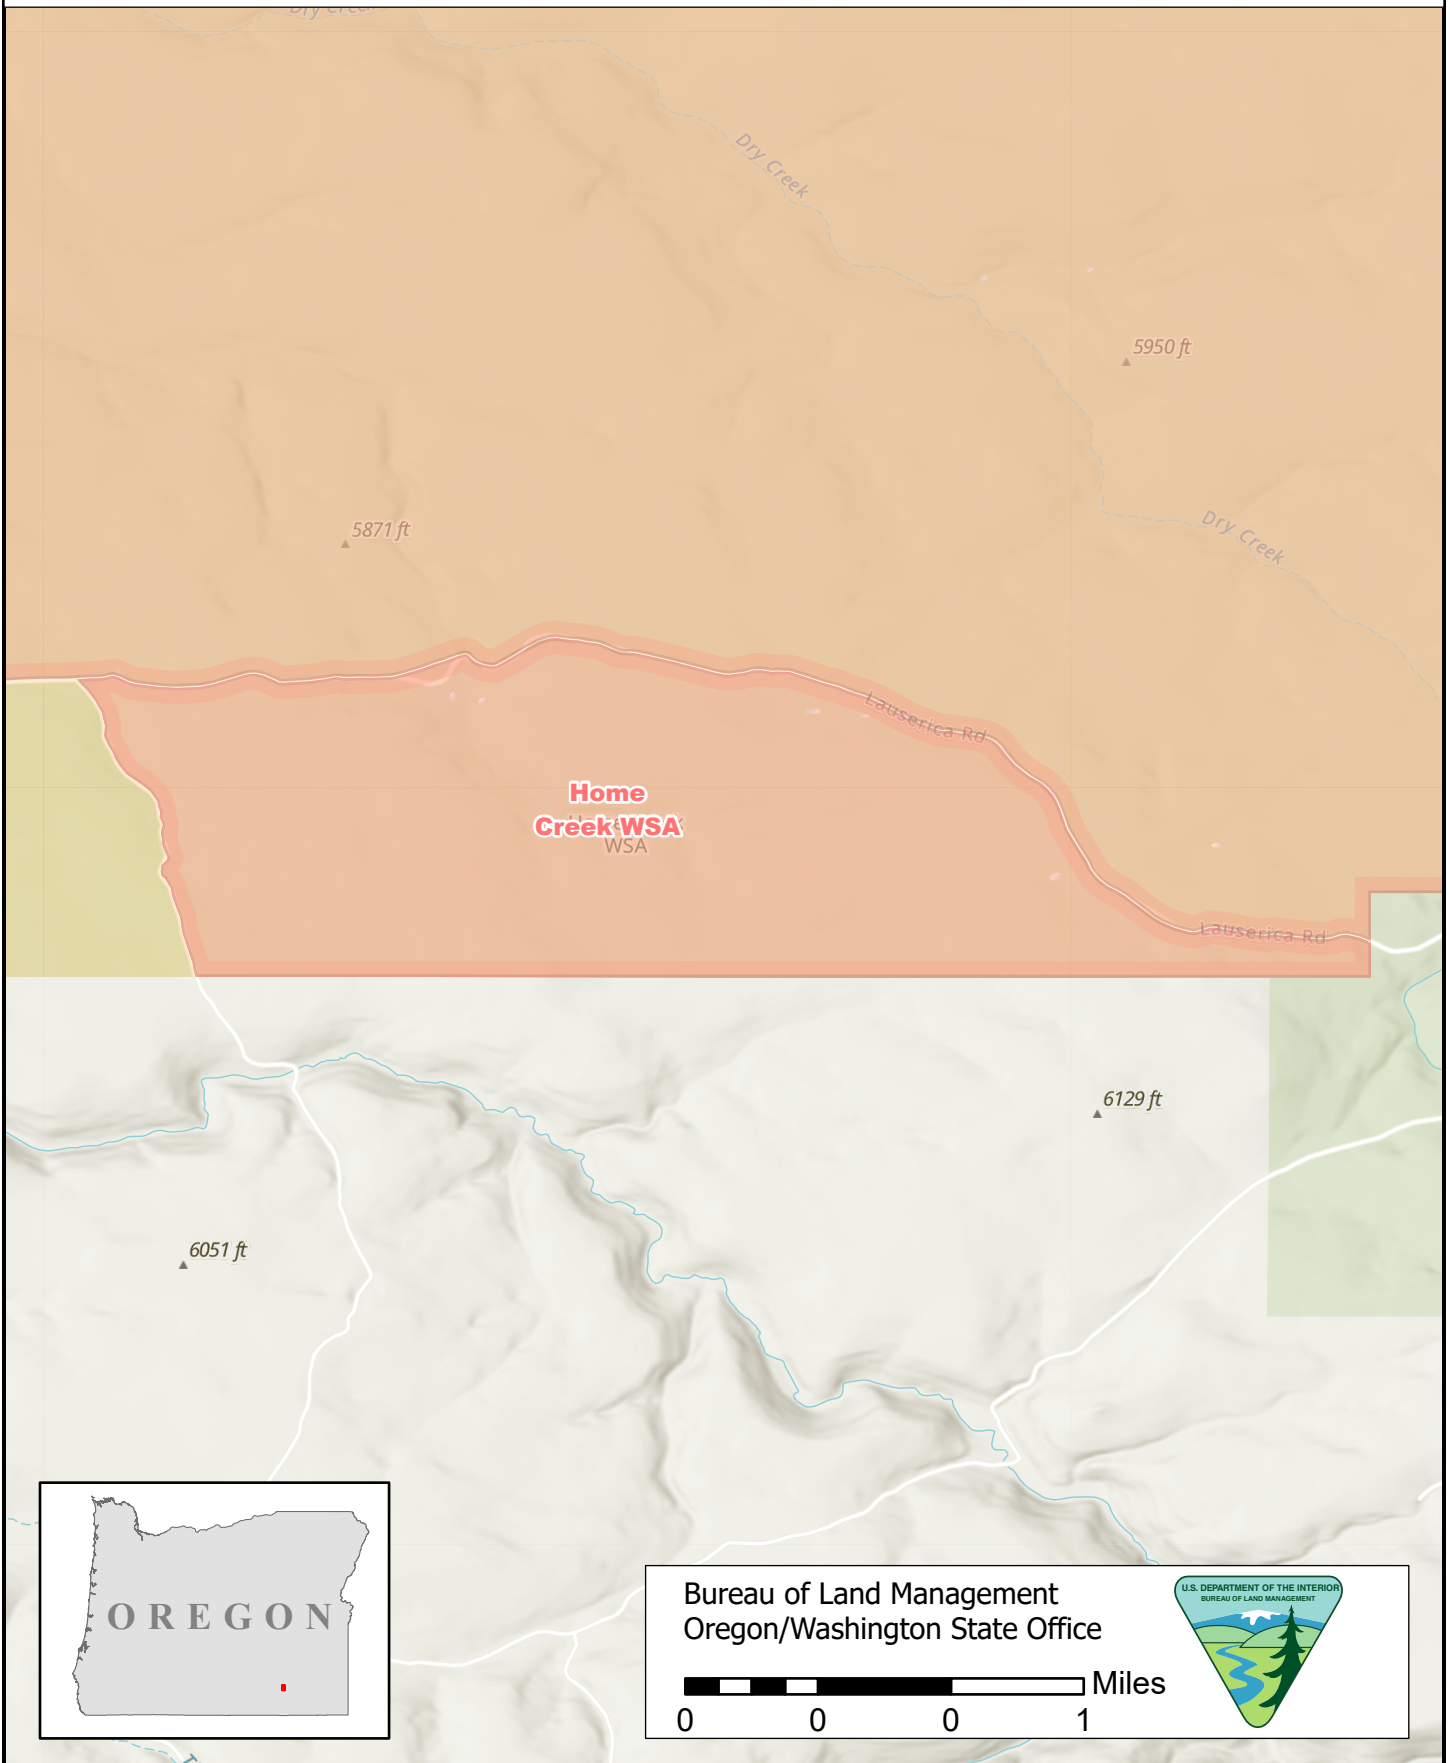 Dry Creek
Dry Creek
5950 ft
5871 ft
Dry Creek
Lauserica Rd
Home
Creek WSA
WSA
Lauserica Rd
6129 ft
6051 ft
OREGON
Bureau of Land Management
Oregon/Washington State Office
Miles
0 0 0 1
U.S. DEPARTMENT OF THE INTERIOR
BUREAU OF LAND MANAGEMENT